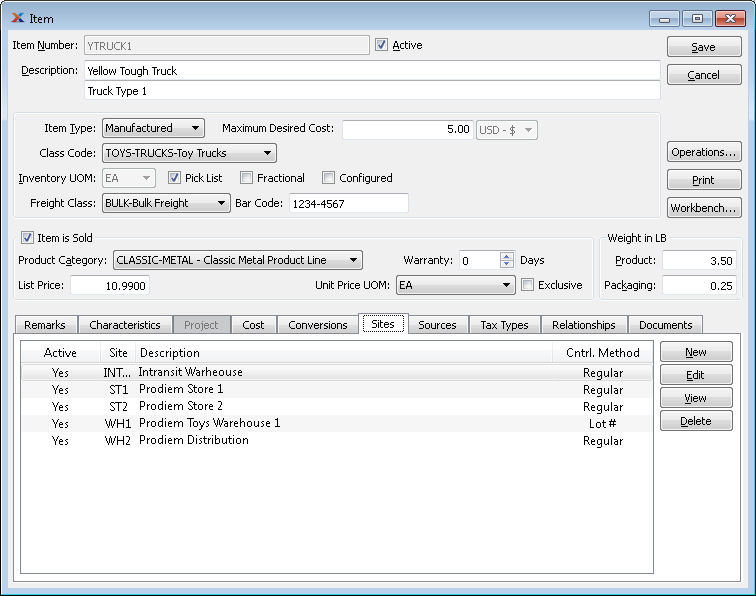 Item
Item Number: YTRUCK1 Active Save
Description: Yellow Tough Truck Cancel
Truck Type 1
Item Type: Manufactured Maximum Desired Cost: 5.00 USD - $
Class Code: TOYS-TRUCKS-Toy Trucks Operations...
Inventory UOM: EA Pick List Fractional Configured Print
Freight Class: BULK-Bulk Freight Bar Code: 1234-4567 Workbench...
Item is Sold Weight in LB
Product Category: CLASSIC-METAL - Classic Metal Product Line Warranty: 0 Days Product: 3.50
List Price: 10.9900 Unit Price UOM: EA Exclusive Packaging: 0.25
Remarks Characteristics Project Cost Conversions Sites Sources Tax Types Relationships Documents
Active Site Description Cntrl. Method New
Yes INT... Intransit Warheouse Regular Edit
Yes ST1 Prodiem Store 1 Regular View
Yes ST2 Prodiem Store 2 Regular Delete
Yes WH1 Prodiem Toys Warehouse 1 Lot #
Yes WH2 Prodiem Distribution Regular